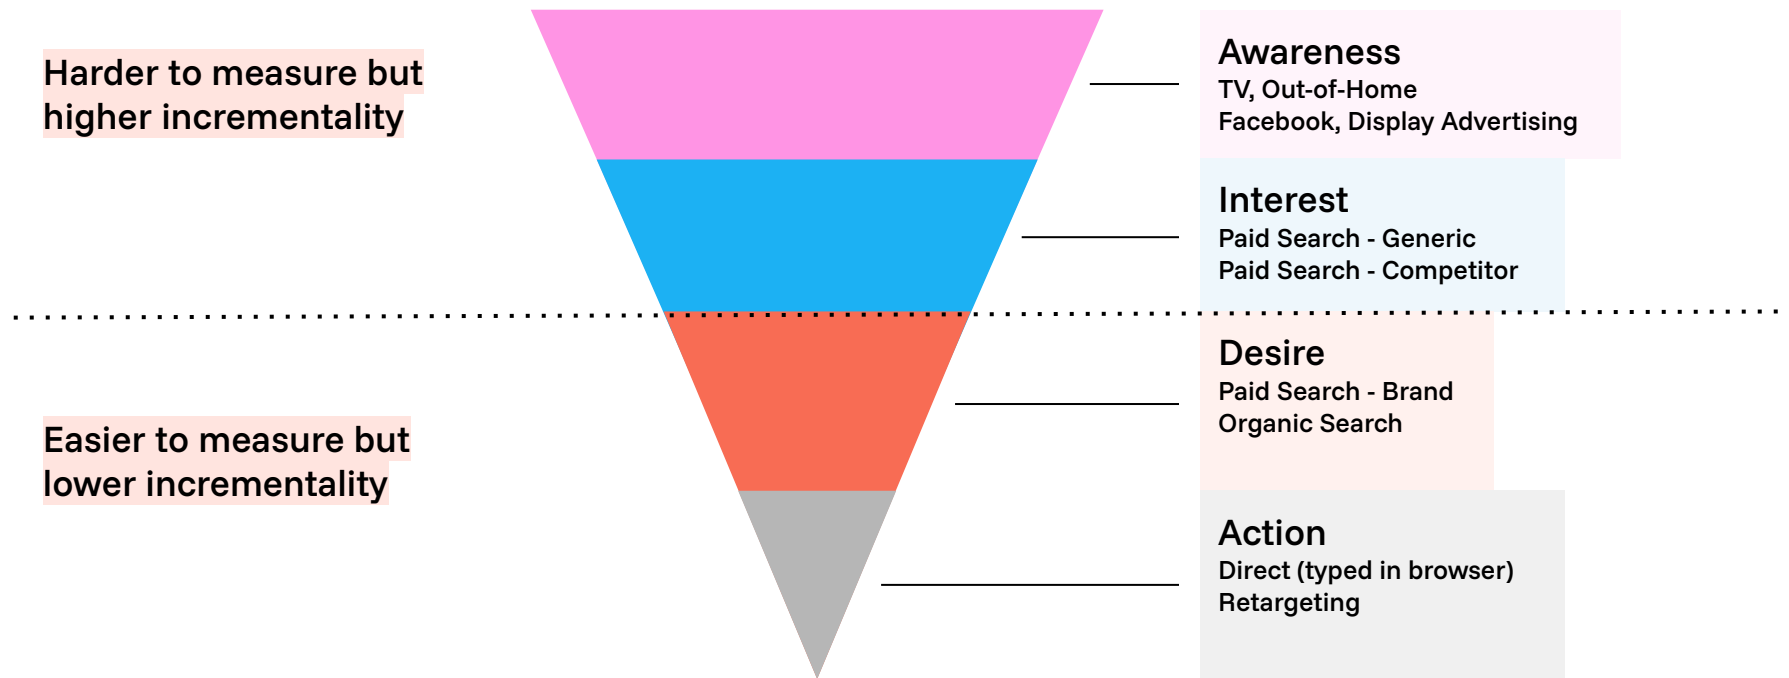 Harder to measure but
higher incrementality
Awareness
TV, Out-of-Home
Facebook, Display Advertising
Interest
Paid Search - Generic
Paid Search - Competitor
Easier to measure but
lower incrementality
Desire
Paid Search - Brand
Organic Search
Action
Direct (typed in browser)
Retargeting